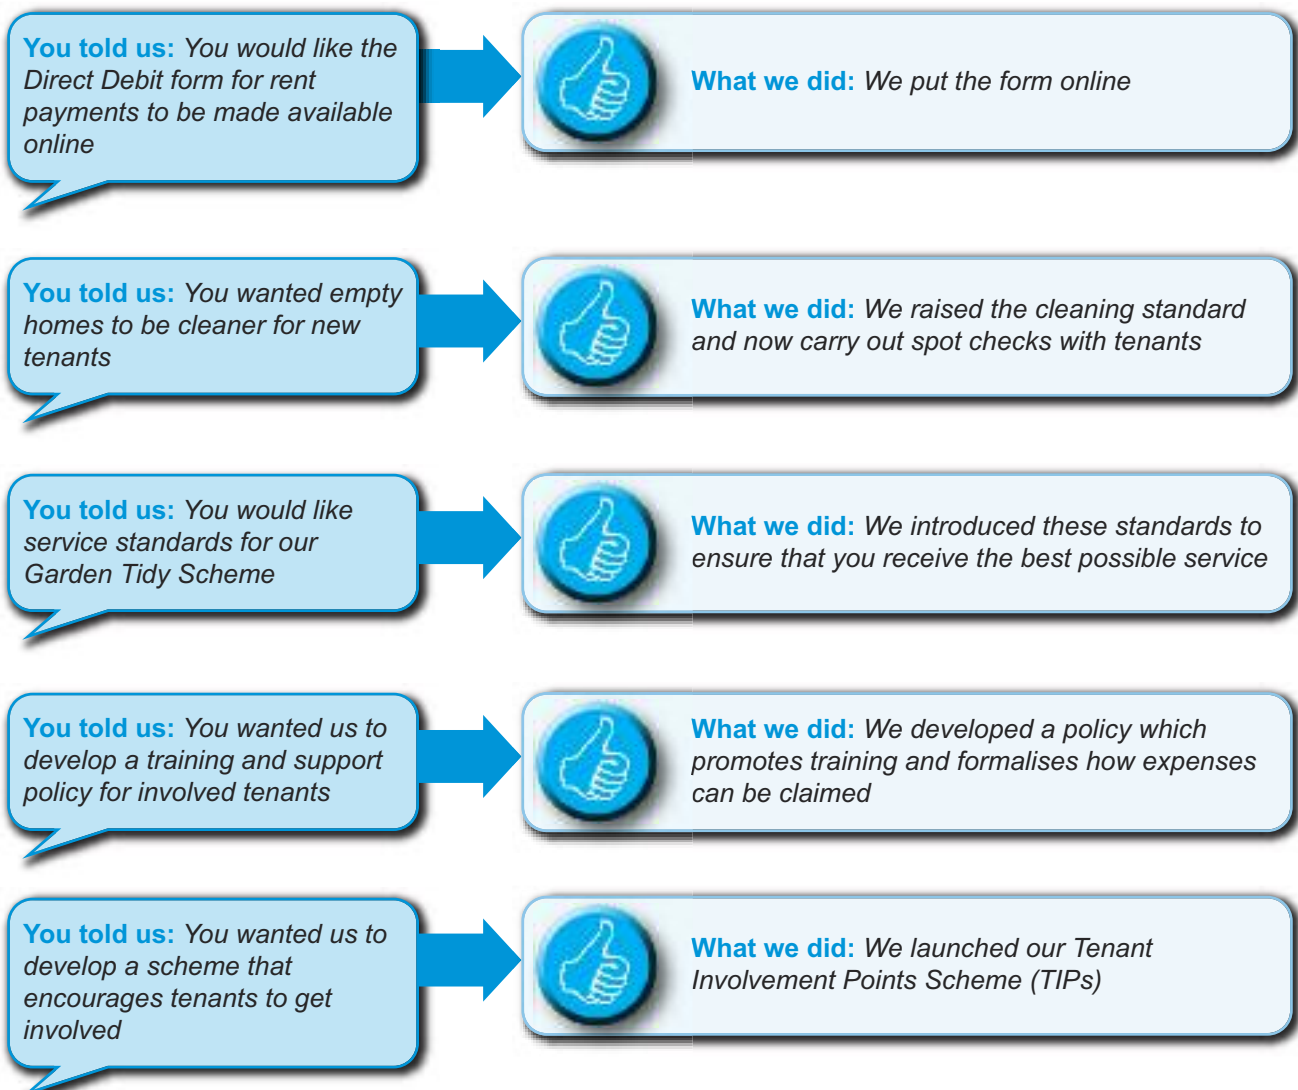 You told us: You would like the
Direct Debit form for rent
payments to be made available
online
What we did: We put the form online
You told us: You wanted empty
homes to be cleaner for new
tenants
What we did: We raised the cleaning standard
and now carry out spot checks with tenants
You told us: You would like
service standards for our
Garden Tidy Scheme
What we did: We introduced these standards to
ensure that you receive the best possible service
You told us: You wanted us to
develop a training and support
policy for involved tenants
What we did: We developed a policy which
promotes training and formalises how expenses
can be claimed
You told us: You wanted us to
develop a scheme that
encourages tenants to get
involved
What we did: We launched our Tenant
Involvement Points Scheme (TIPs)